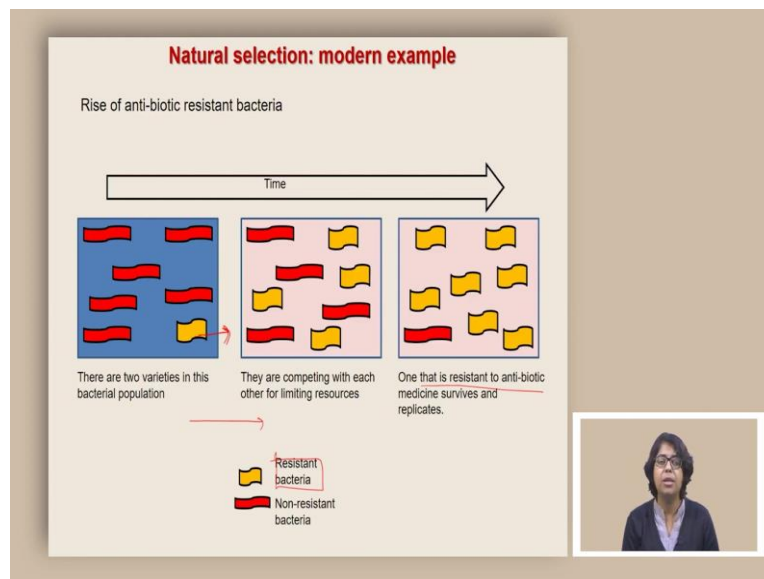 Natural selection: modern example
Rise of anti-biotic resistant bacteria
Time
There are two varieties in this
bacterial population
They are competing with each
other for limiting resources
One that is resistant to anti-biotic
medicine survives and
replicates.
Resistant
bacteria
Non-resistant
bacteria